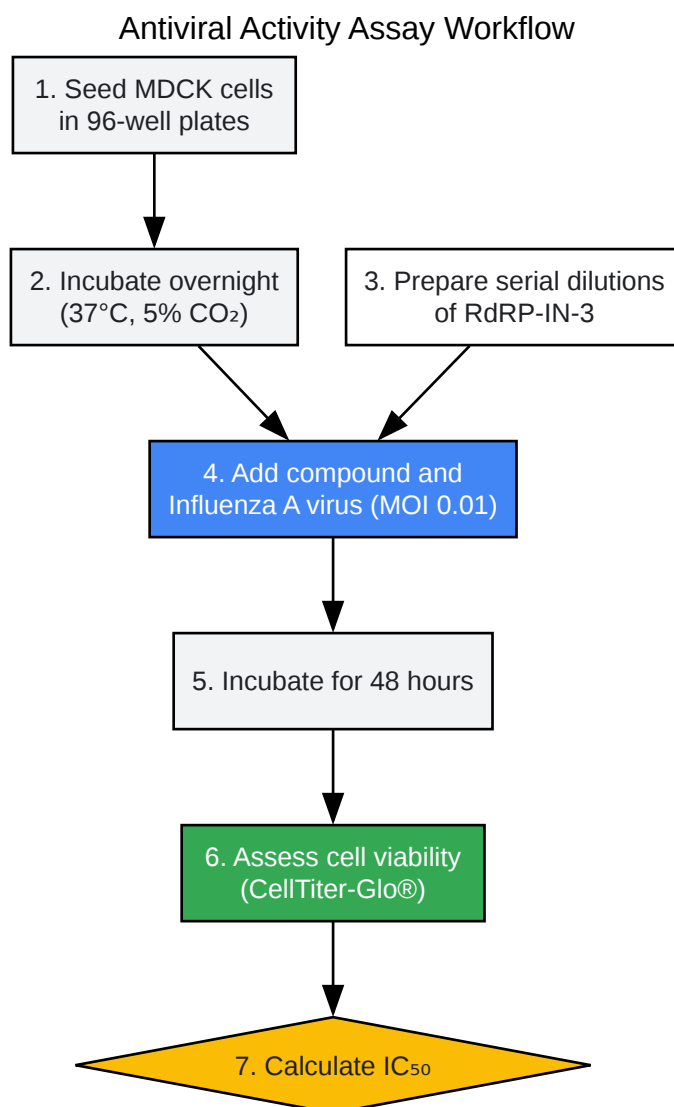 Antiviral Activity Assay Workflow
1. Seed MDCK cells
in 96-well plates
2. Incubate overnight
(37°C, 5% CO₂)
3. Prepare serial dilutions
of RdRP-IN-3
4. Add compound and
Influenza A virus (MOI 0.01)
5. Incubate for 48 hours
6. Assess cell viability
(CellTiter-Glo®)
7. Calculate IC₅₀